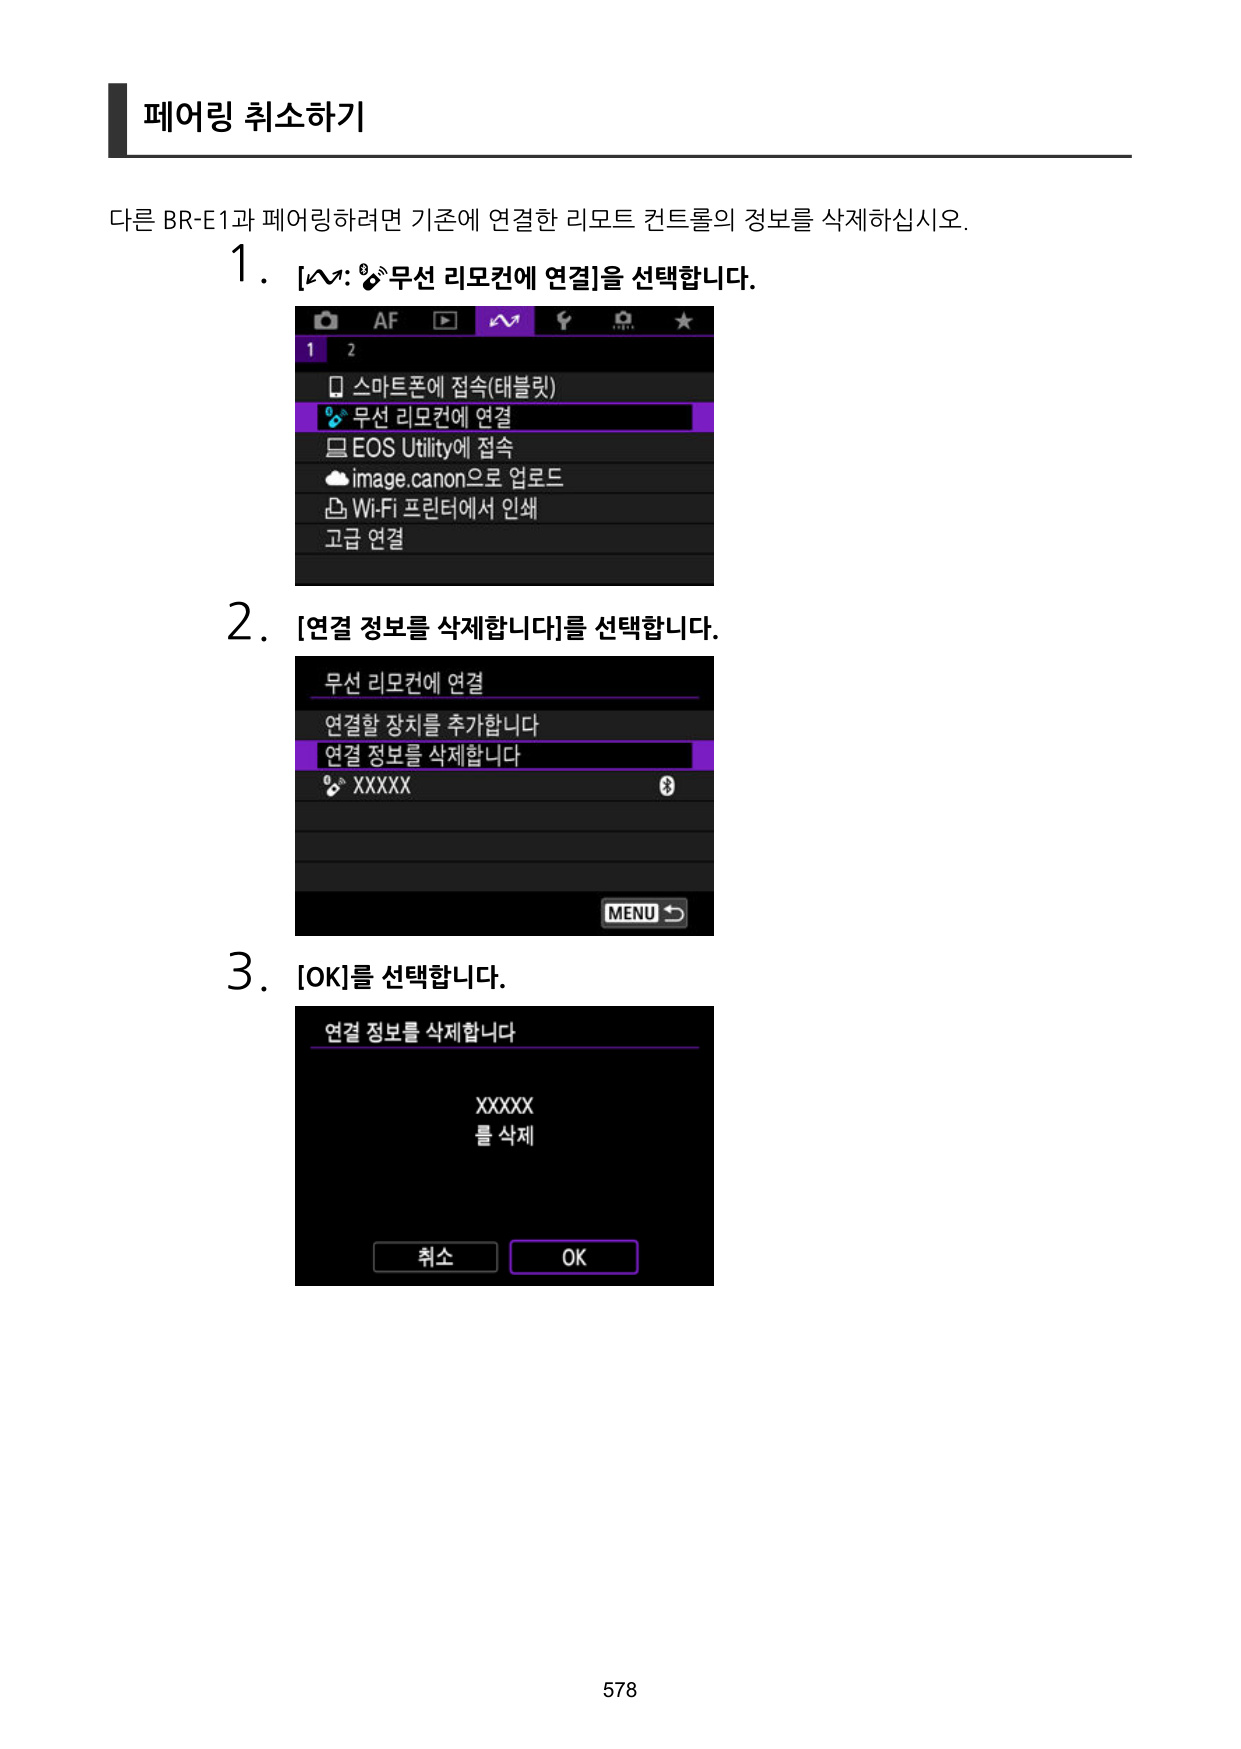 페어링 취소하기
다른 BR-E1과 페어링하려면 기존에 연결한 리모트 컨트롤의 정보를 삭제하십시오.
1. [: 무선 리모컨에 연결]을 선택합니다.
AF
1 2
스마트폰에 접속(태블릿)
무선 리모컨에 연결
EOS Utility에 접속
image.canon으로 업로드
Wi-Fi 프린터에서 인쇄
고급 연결
2. [연결 정보를 삭제합니다]를 선택합니다.
무선 리모컨에 연결
연결할 장치를 추가합니다
연결 정보를 삭제합니다
XXXXX
MENU
3. [OK]를 선택합니다.
연결 정보를 삭제합니다
XXXXX
를 삭제
취소 OK
578